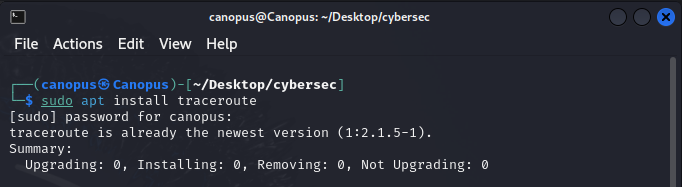 canopus@Canopus: ~/Desktop/cybersec
File Actions Edit View Help
┌──(canopus㉿Canopus)-[~/Desktop/cybersec]
└─$ sudo apt install traceroute
[sudo] password for canopus:
traceroute is already the newest version (1:2.1.5-1).
Summary:
  Upgrading: 0, Installing: 0, Removing: 0, Not Upgrading: 0